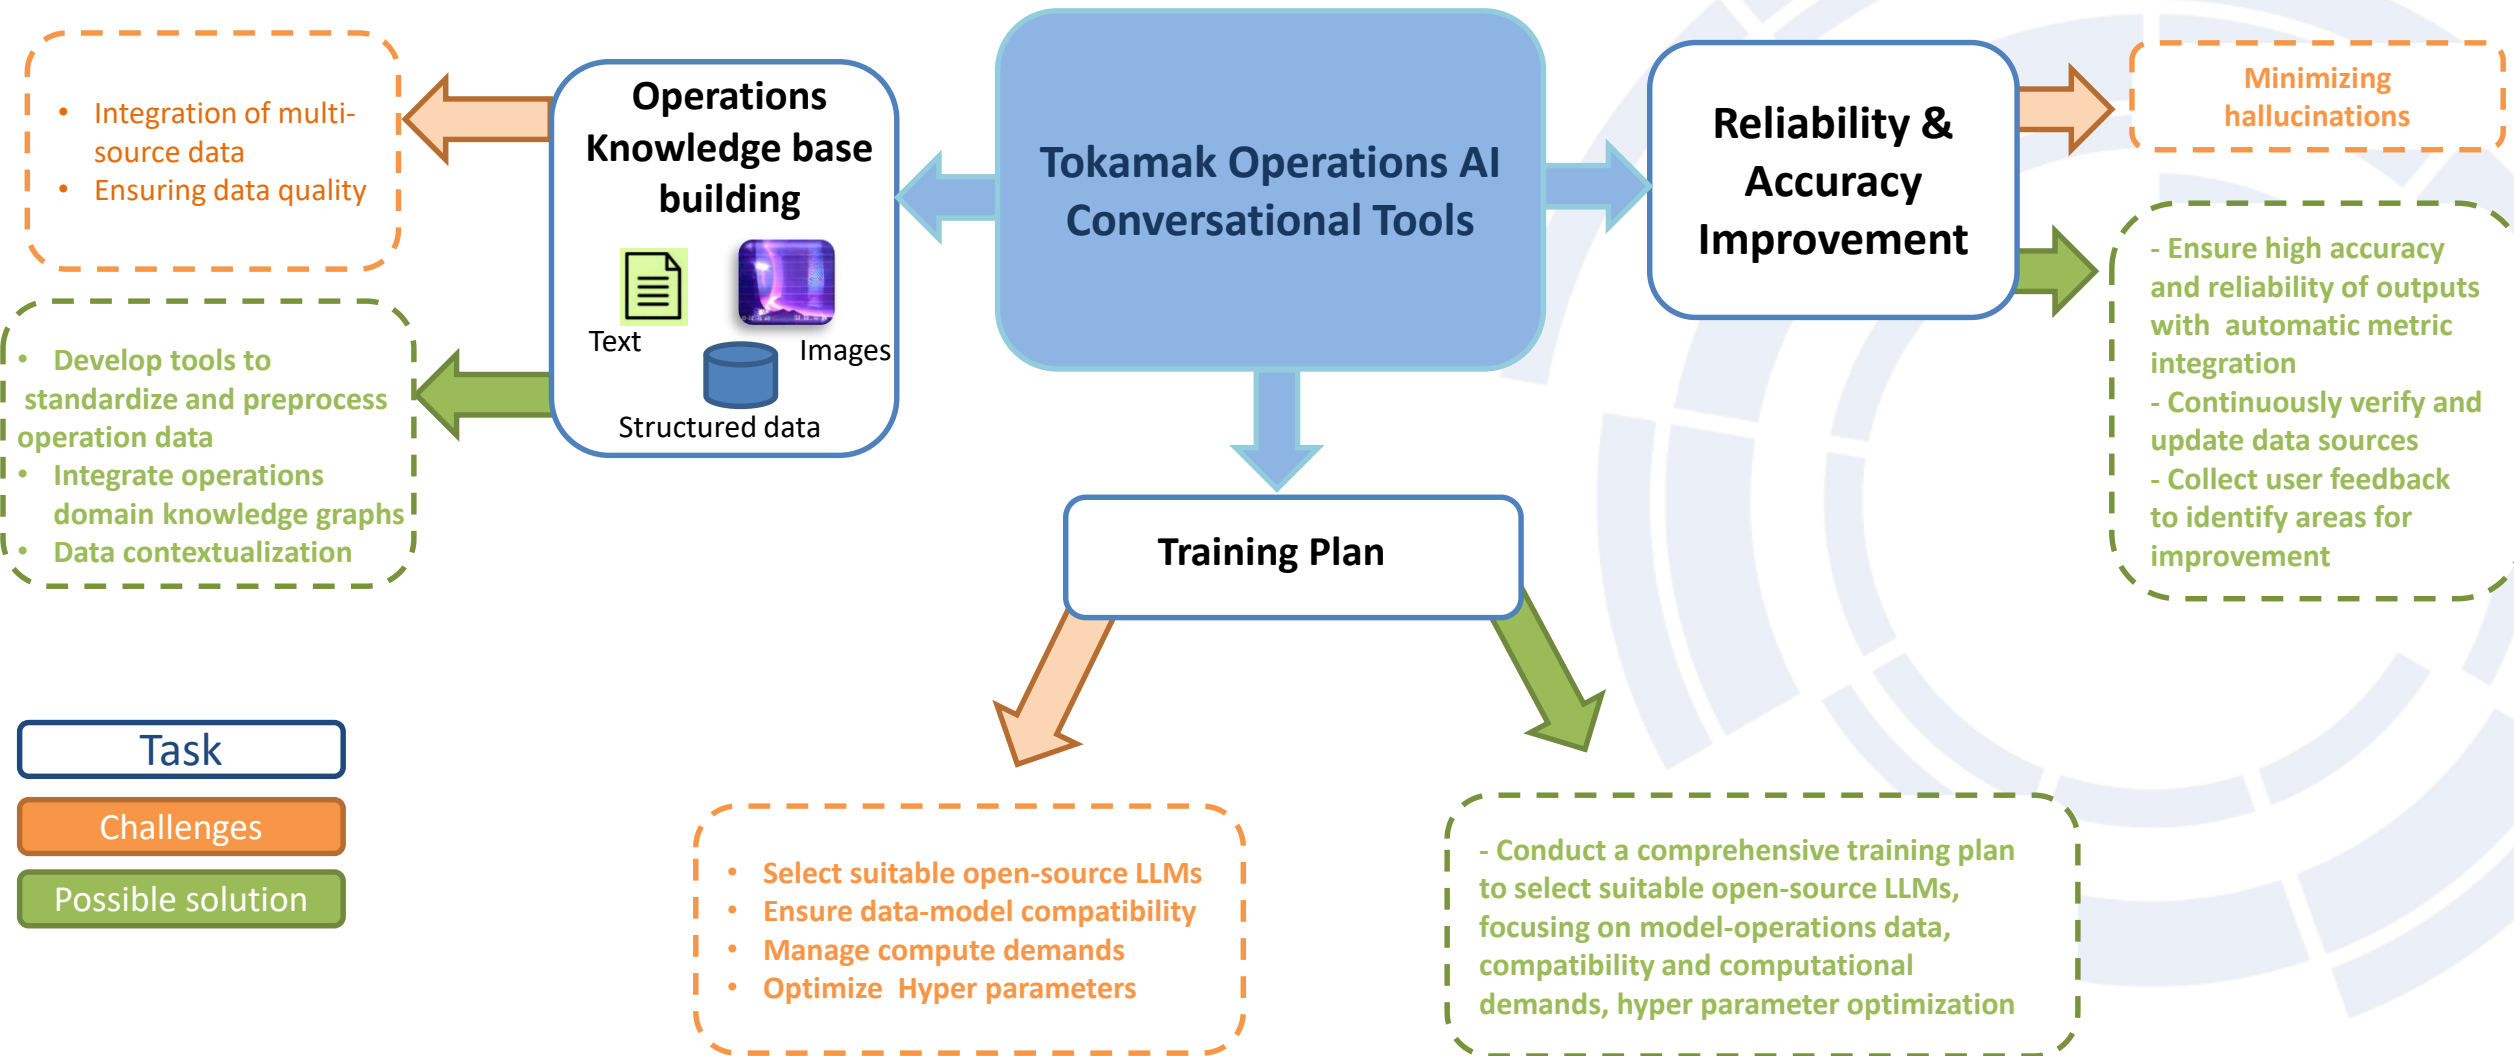 Tokamak Operations AI
Conversational Tools
Operations
Knowledge base
building
Text
Images
Structured data
• Integration of multi-
source data
• Ensuring data quality
• Develop tools to
standardize and preprocess
operation data
• Integrate operations
domain knowledge graphs
• Data contextualization
Reliability &
Accuracy
Improvement
Minimizing
hallucinations
- Ensure high accuracy
and reliability of outputs
with automatic metric
integration
- Continuously verify and
update data sources
- Collect user feedback
to identify areas for
improvement
Training Plan
• Select suitable open-source LLMs
• Ensure data-model compatibility
• Manage compute demands
• Optimize Hyper parameters
- Conduct a comprehensive training plan
to select suitable open-source LLMs,
focusing on model-operations data,
compatibility and computational
demands, hyper parameter optimization
Task
Challenges
Possible solution